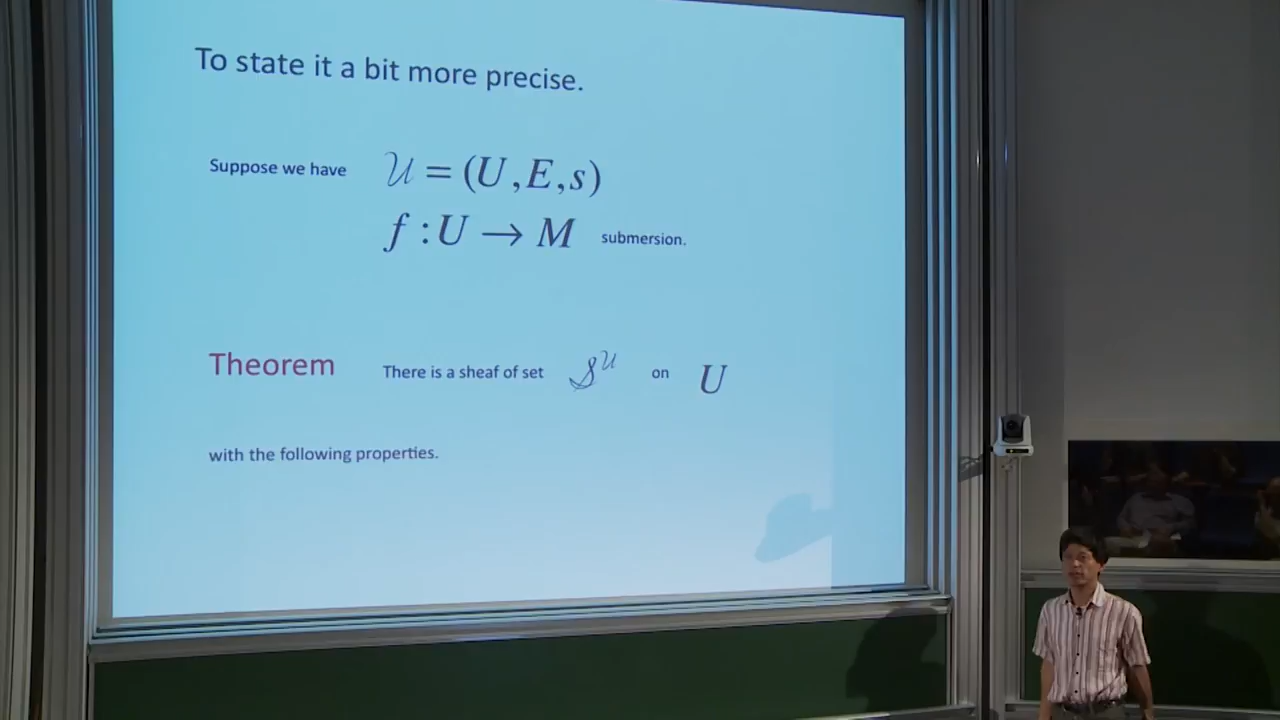 To state it a bit more precise.
Suppose we have 𝒰 = (U, E, s)
f : U → M submersion.
Theorem There is a sheaf of set 𝒮^𝒰 on U
with the following properties.